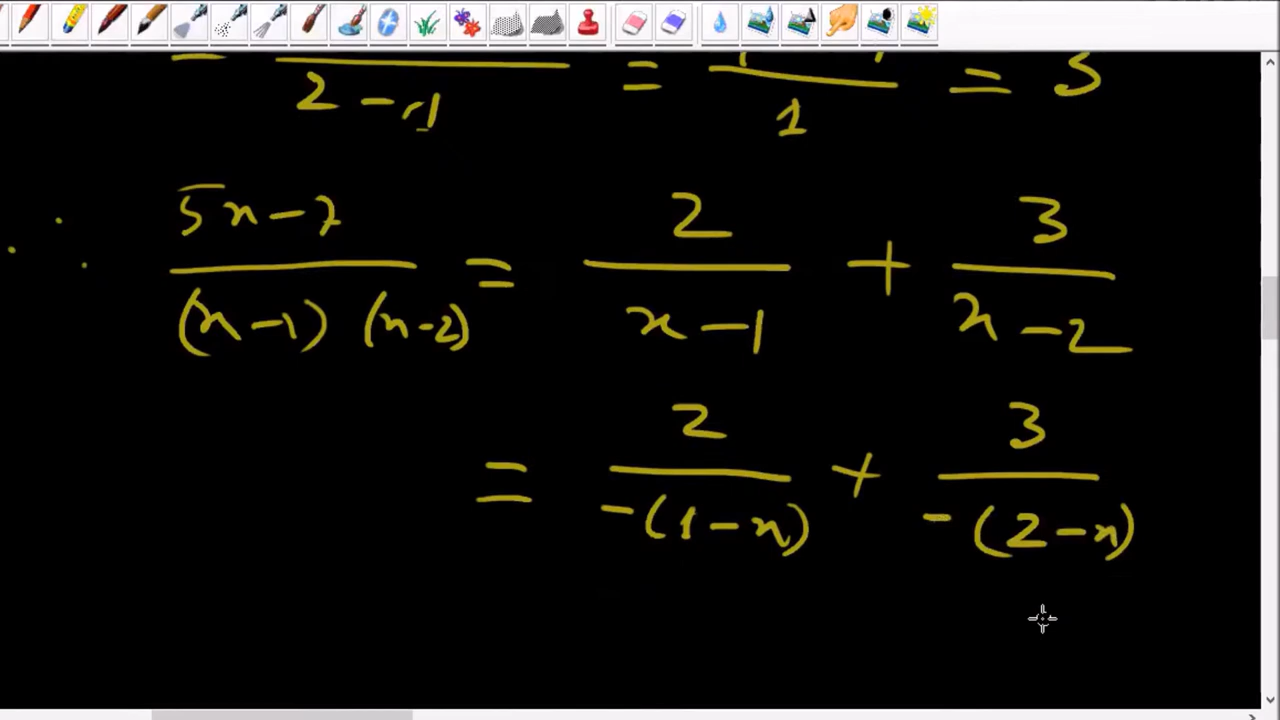 = ――― / 2 - 1 = ――― / 1 = 3
∴ 5x-7 / (x-1) (x-2) = 2 / x-1 + 3 / x-2
= 2 / -(1-x) + 3 / -(2-x)